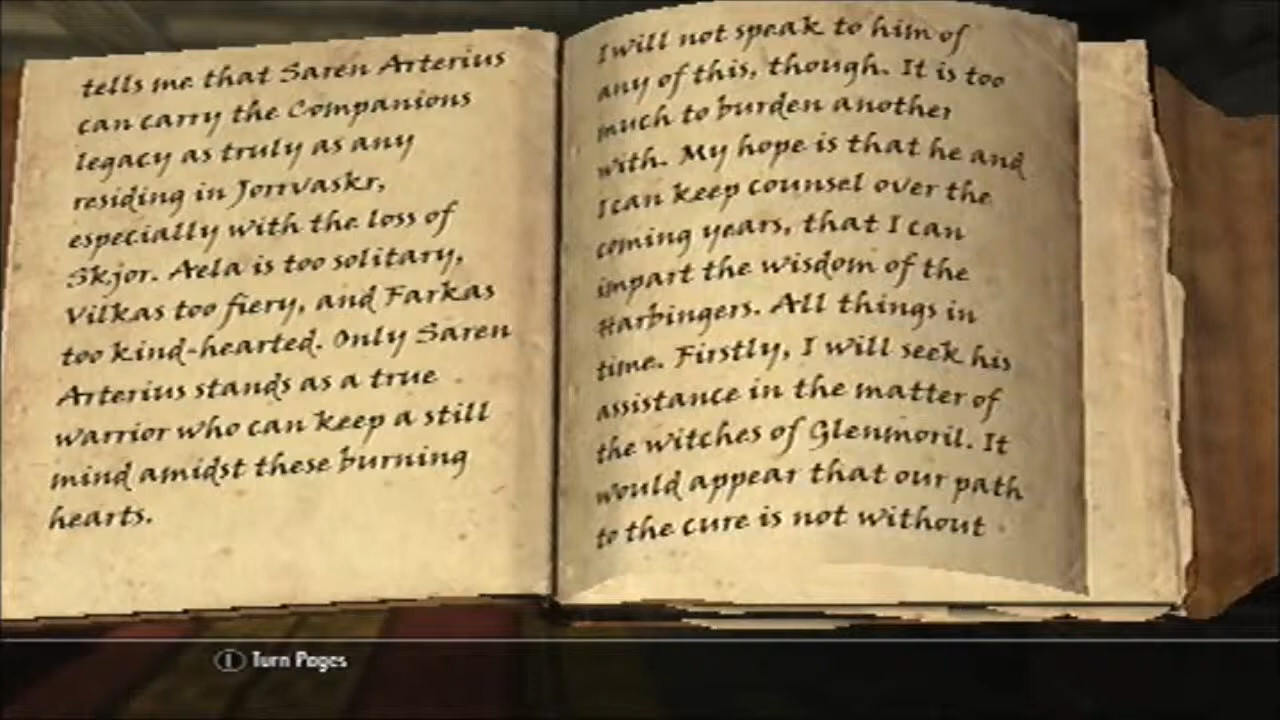 tells me that Saren Arterius
can carry the Companions
legacy as truly as any
residing in Jorrvaskr,
especially with the loss of
Skjor. Aela is too solitary,
Vilkas too fiery, and Farkas
too kind-hearted. Only Saren
Arterius stands as a true
warrior who can keep a still
mind amidst these burning
hearts.
I will not speak to him of
any of this, though. It is too
much to burden another
with. My hope is that he and
I can keep counsel over the
coming years, that I can
impart the wisdom of the
Harbingers. All things in
time. Firstly, I will seek his
assistance in the matter of
the witches of Glenmoril. It
would appear that our path
to the cure is not without
Turn Pages